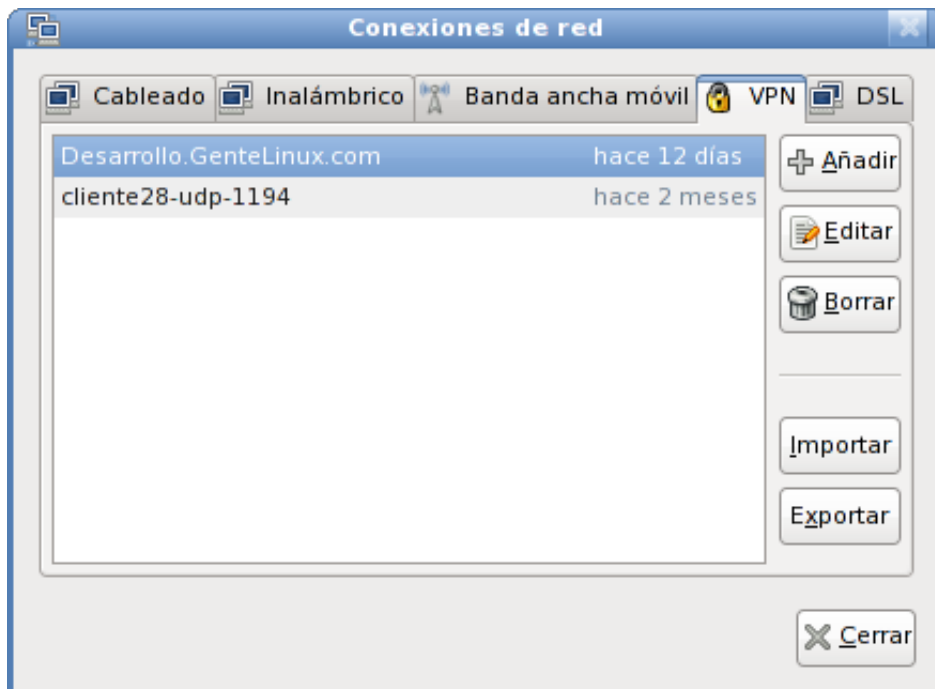 Conexiones de red
Cableado Inalámbrico Banda ancha móvil VPN DSL
Desarrollo.GenteLinux.com hace 12 días
cliente28-udp-1194 hace 2 meses
Añadir
Editar
Borrar
Importar
Exportar
Cerrar